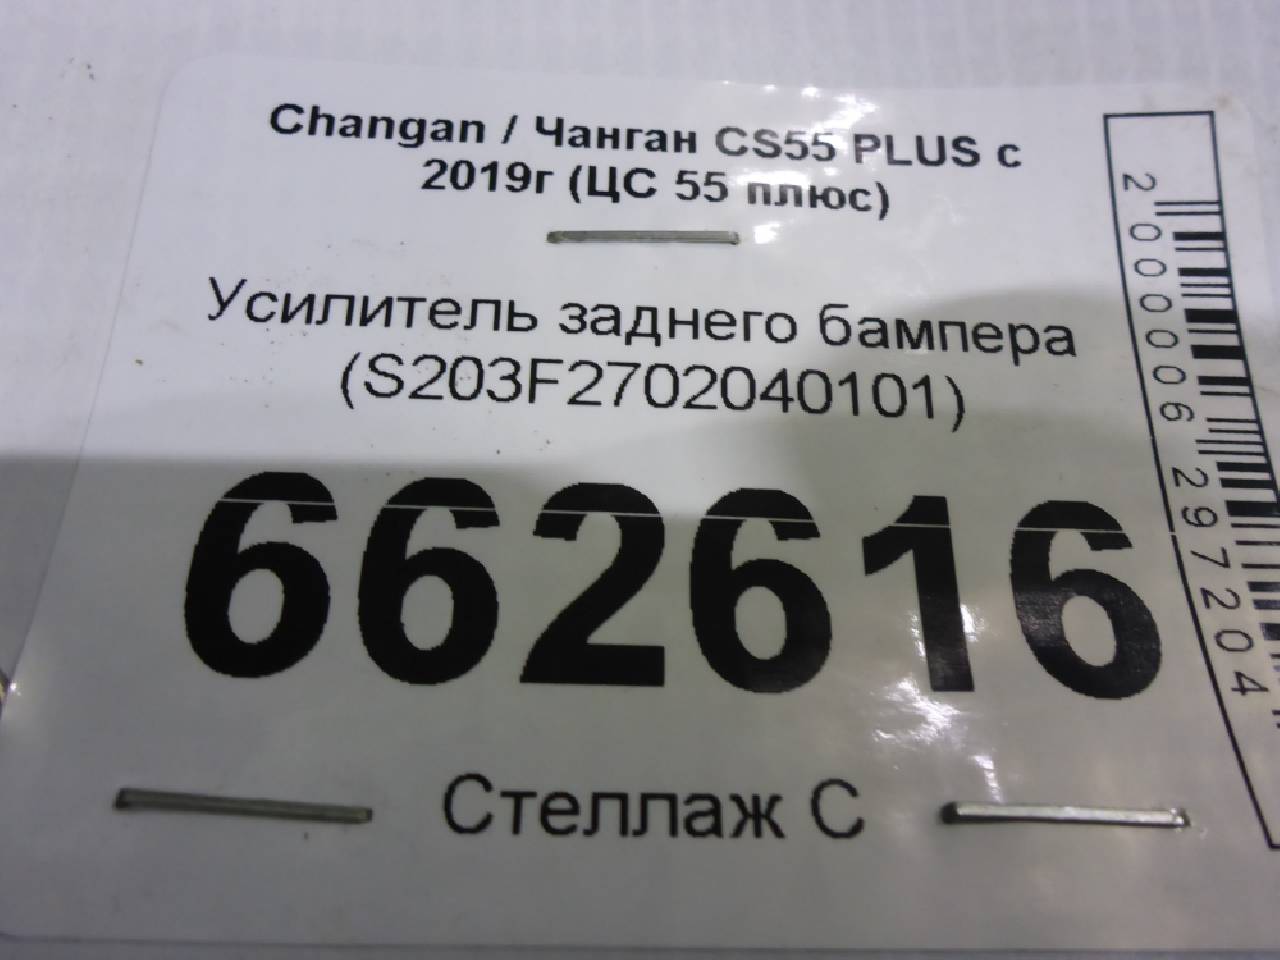 Changan / Чанган CS55 PLUS с
2019г (ЦС 55 плюс)
Усилитель заднего бампера
(S203F2702040101)
662616
Стеллаж С
2000006297204